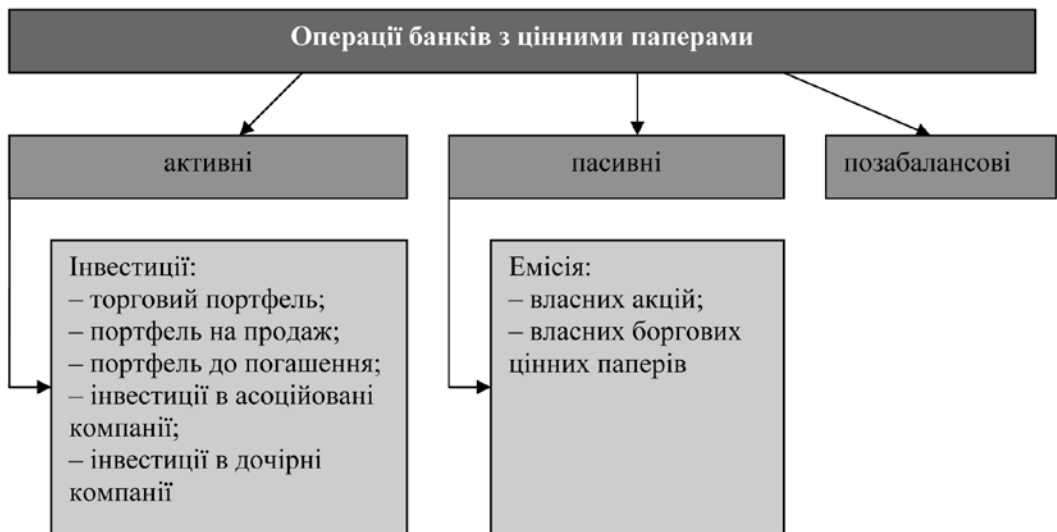 Операції банків з цінними паперами
активні
пасивні
позабалансові
Інвестиції:
– торговий портфель;
– портфель на продаж;
– портфель до погашення;
– інвестиції в асоційовані
компанії;
– інвестиції в дочірні
компанії
Емісія:
– власних акцій;
– власних боргових
цінних паперів